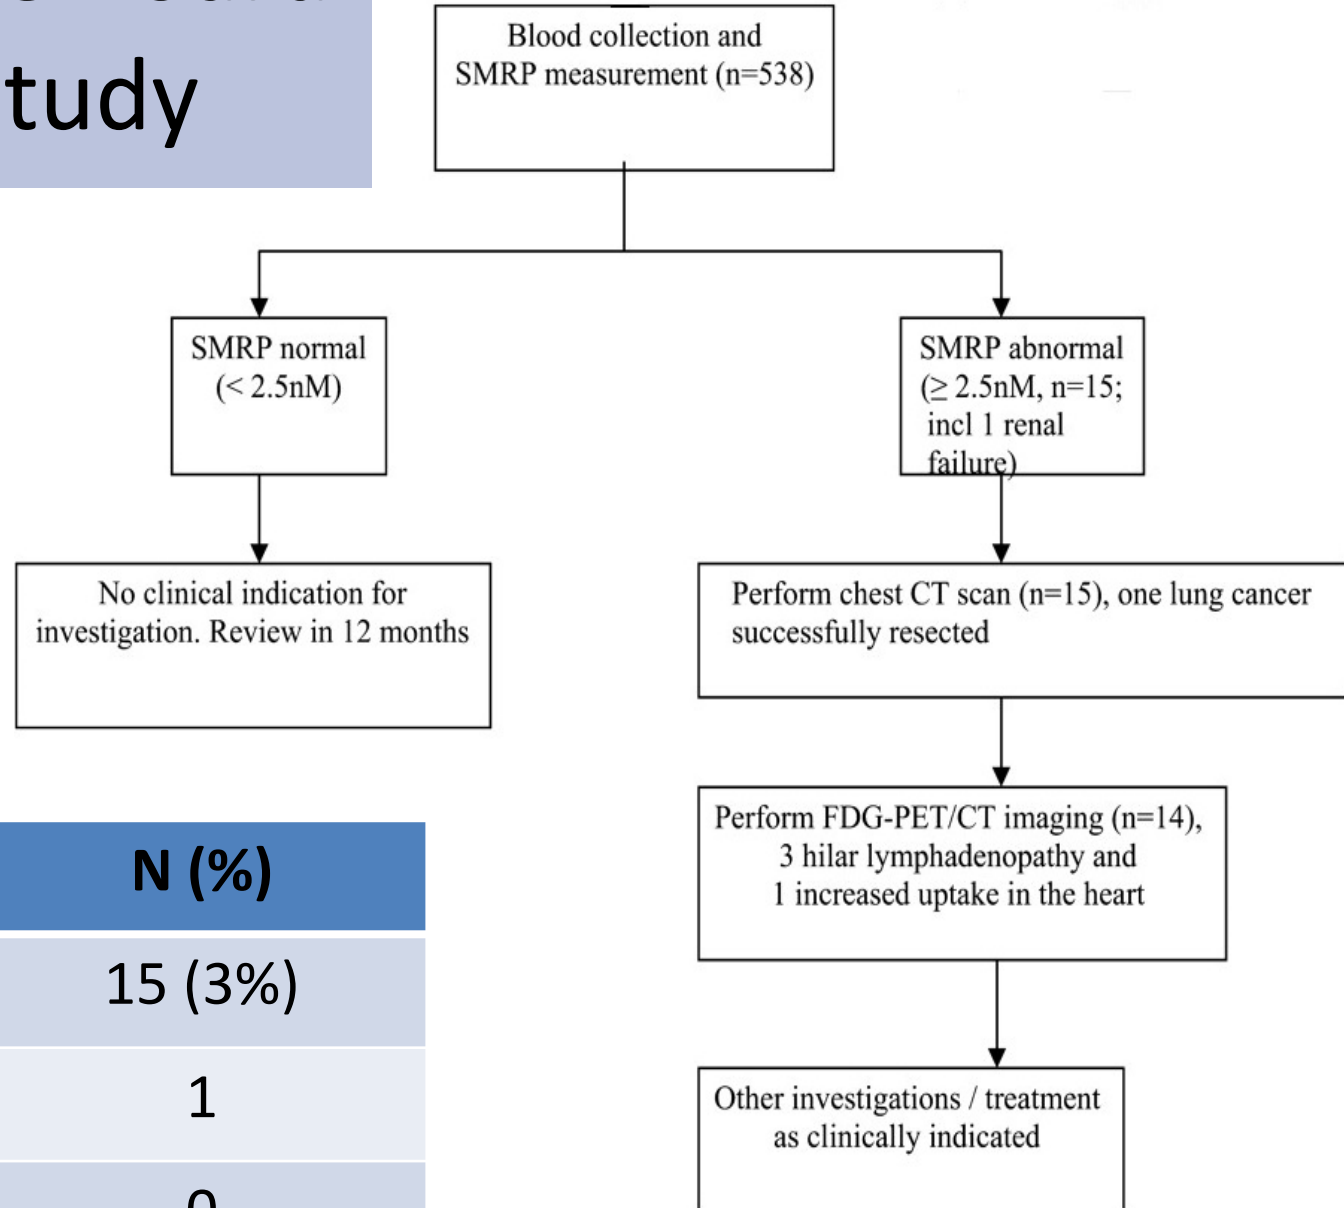 tudy
Blood collection and
SMRP measurement (n=538)
SMRP normal
(< 2.5nM)
SMRP abnormal
(≥ 2.5nM, n=15;
incl 1 renal
failure)
No clinical indication for
investigation. Review in 12 months
Perform chest CT scan (n=15), one lung cancer
successfully resected
Perform FDG-PET/CT imaging (n=14),
3 hilar lymphadenopathy and
1 increased uptake in the heart
Other investigations / treatment
as clinically indicated
N (%)
15 (3%)
1